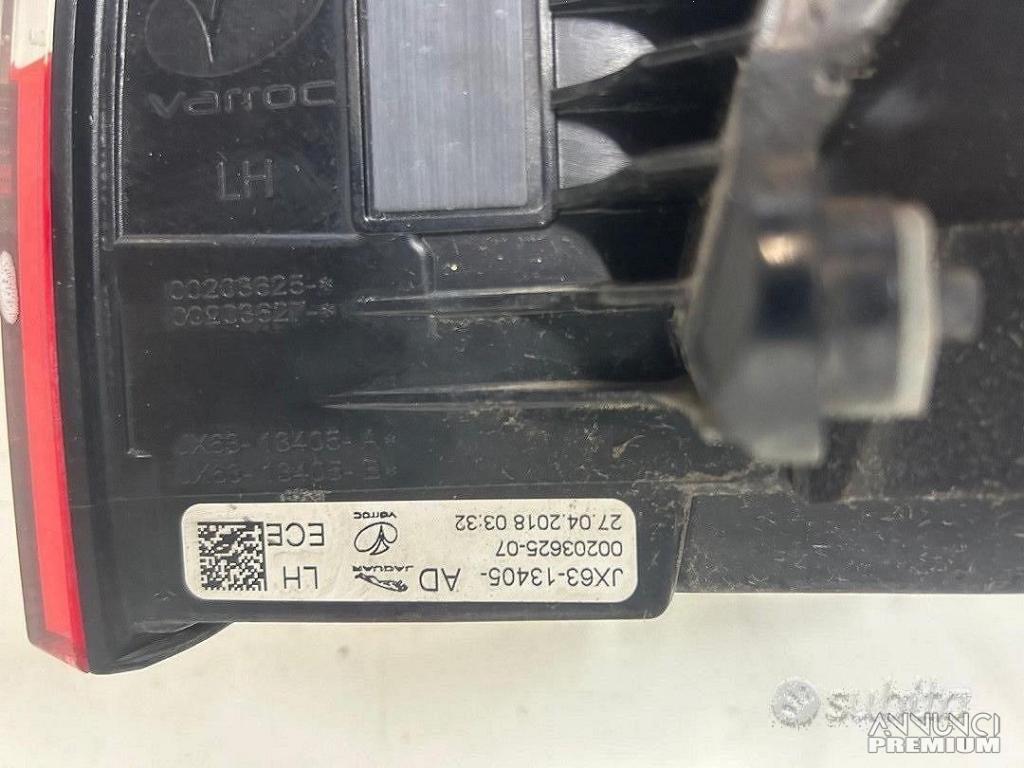 varroc
LH
00203625-*
00203627-*
JX63-13405-A*
JX63-13405-B*
JX63-13405- AD
00203625-07
27.04.2018 03:32
JAGUAR
varroc
LH
ECE
subito
ANNUNCI
PREMIUM